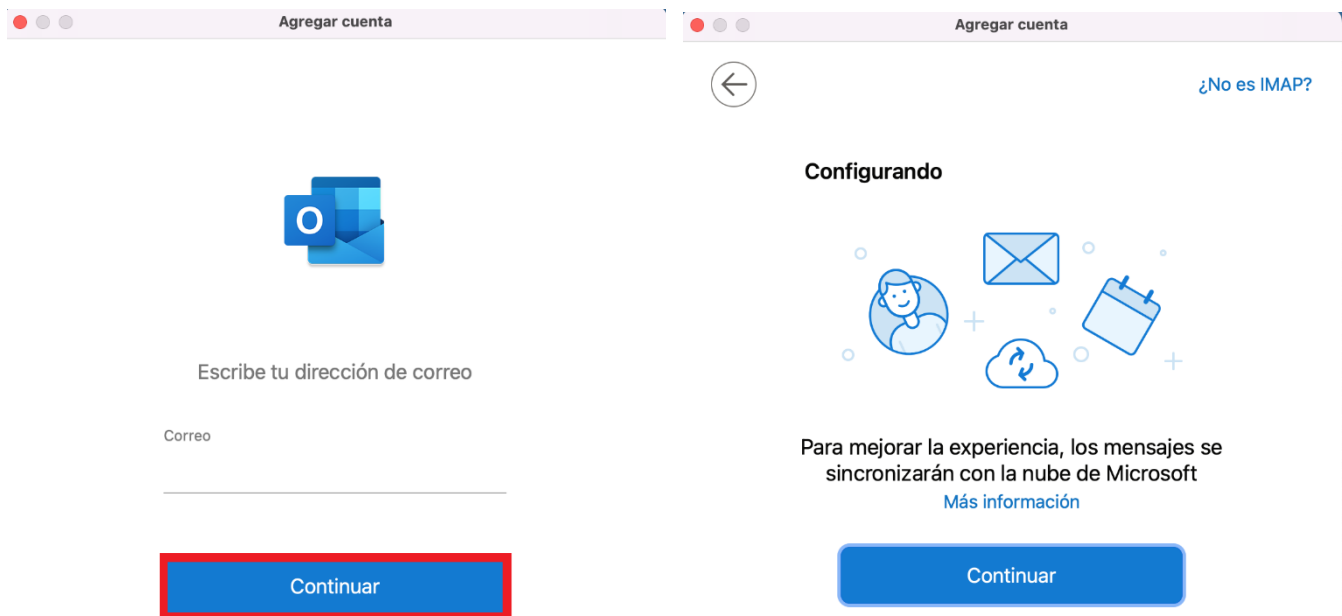 Agregar cuenta
O
Escribe tu dirección de correo
Correo
Continuar
Agregar cuenta
¿No es IMAP?
Configurando
Para mejorar la experiencia, los mensajes se
sincronizarán con la nube de Microsoft
Más información
Continuar